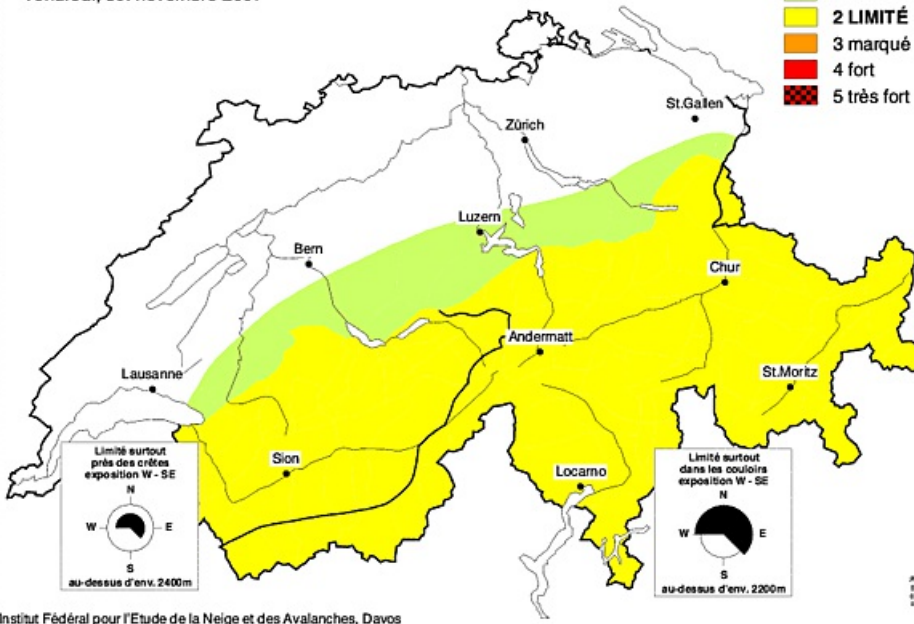 2 LIMITÉ
3 marqué
4 fort
5 très fort
St.Gallen
Zürich
Luzern
Bern
Chur
Andermatt
Lausanne
St.Moritz
Sion
Locarno
Limité surtout
près des crêtes
exposition W - SE
N
W
E
S
au-dessus d'env. 2400m
Limité surtout
dans les couloirs
exposition W - SE
N
W
E
S
au-dessus d'env. 2200m
Institut Fédéral pour l'Etude de la Neige et des Avalanches, Davos